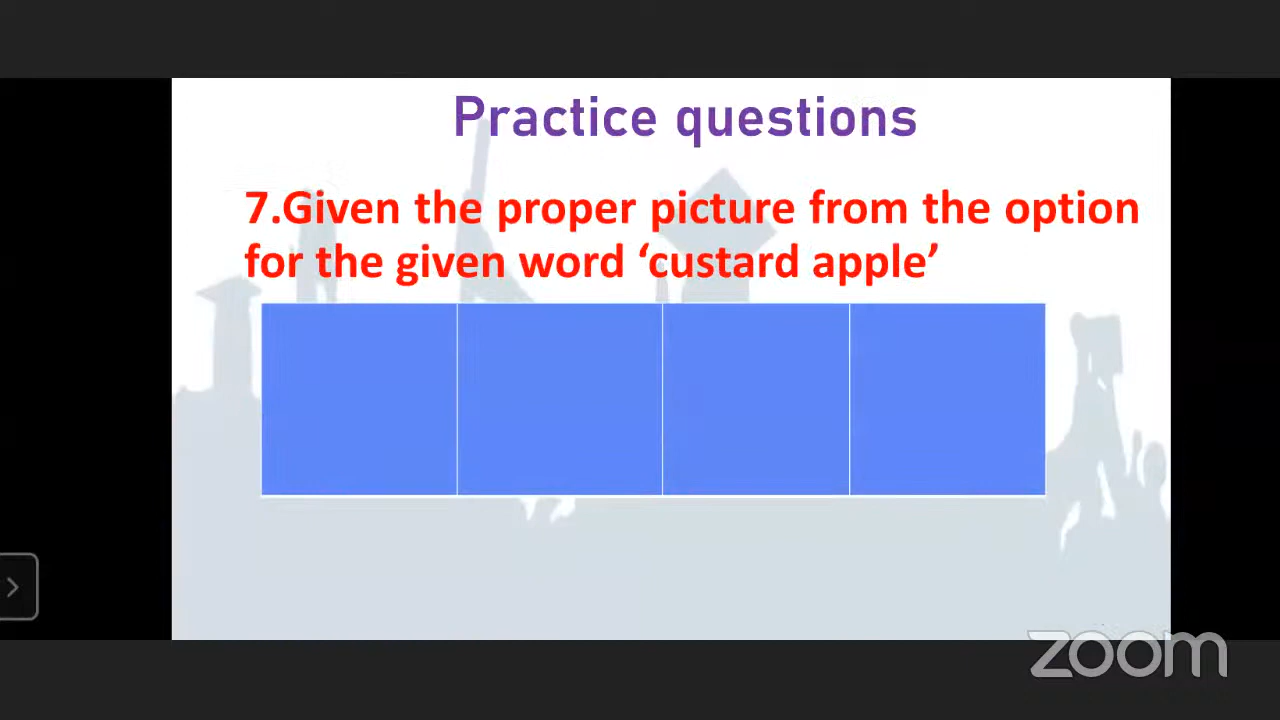 Practice questions
7.Given the proper picture from the option
for the given word ‘custard apple’
zoom